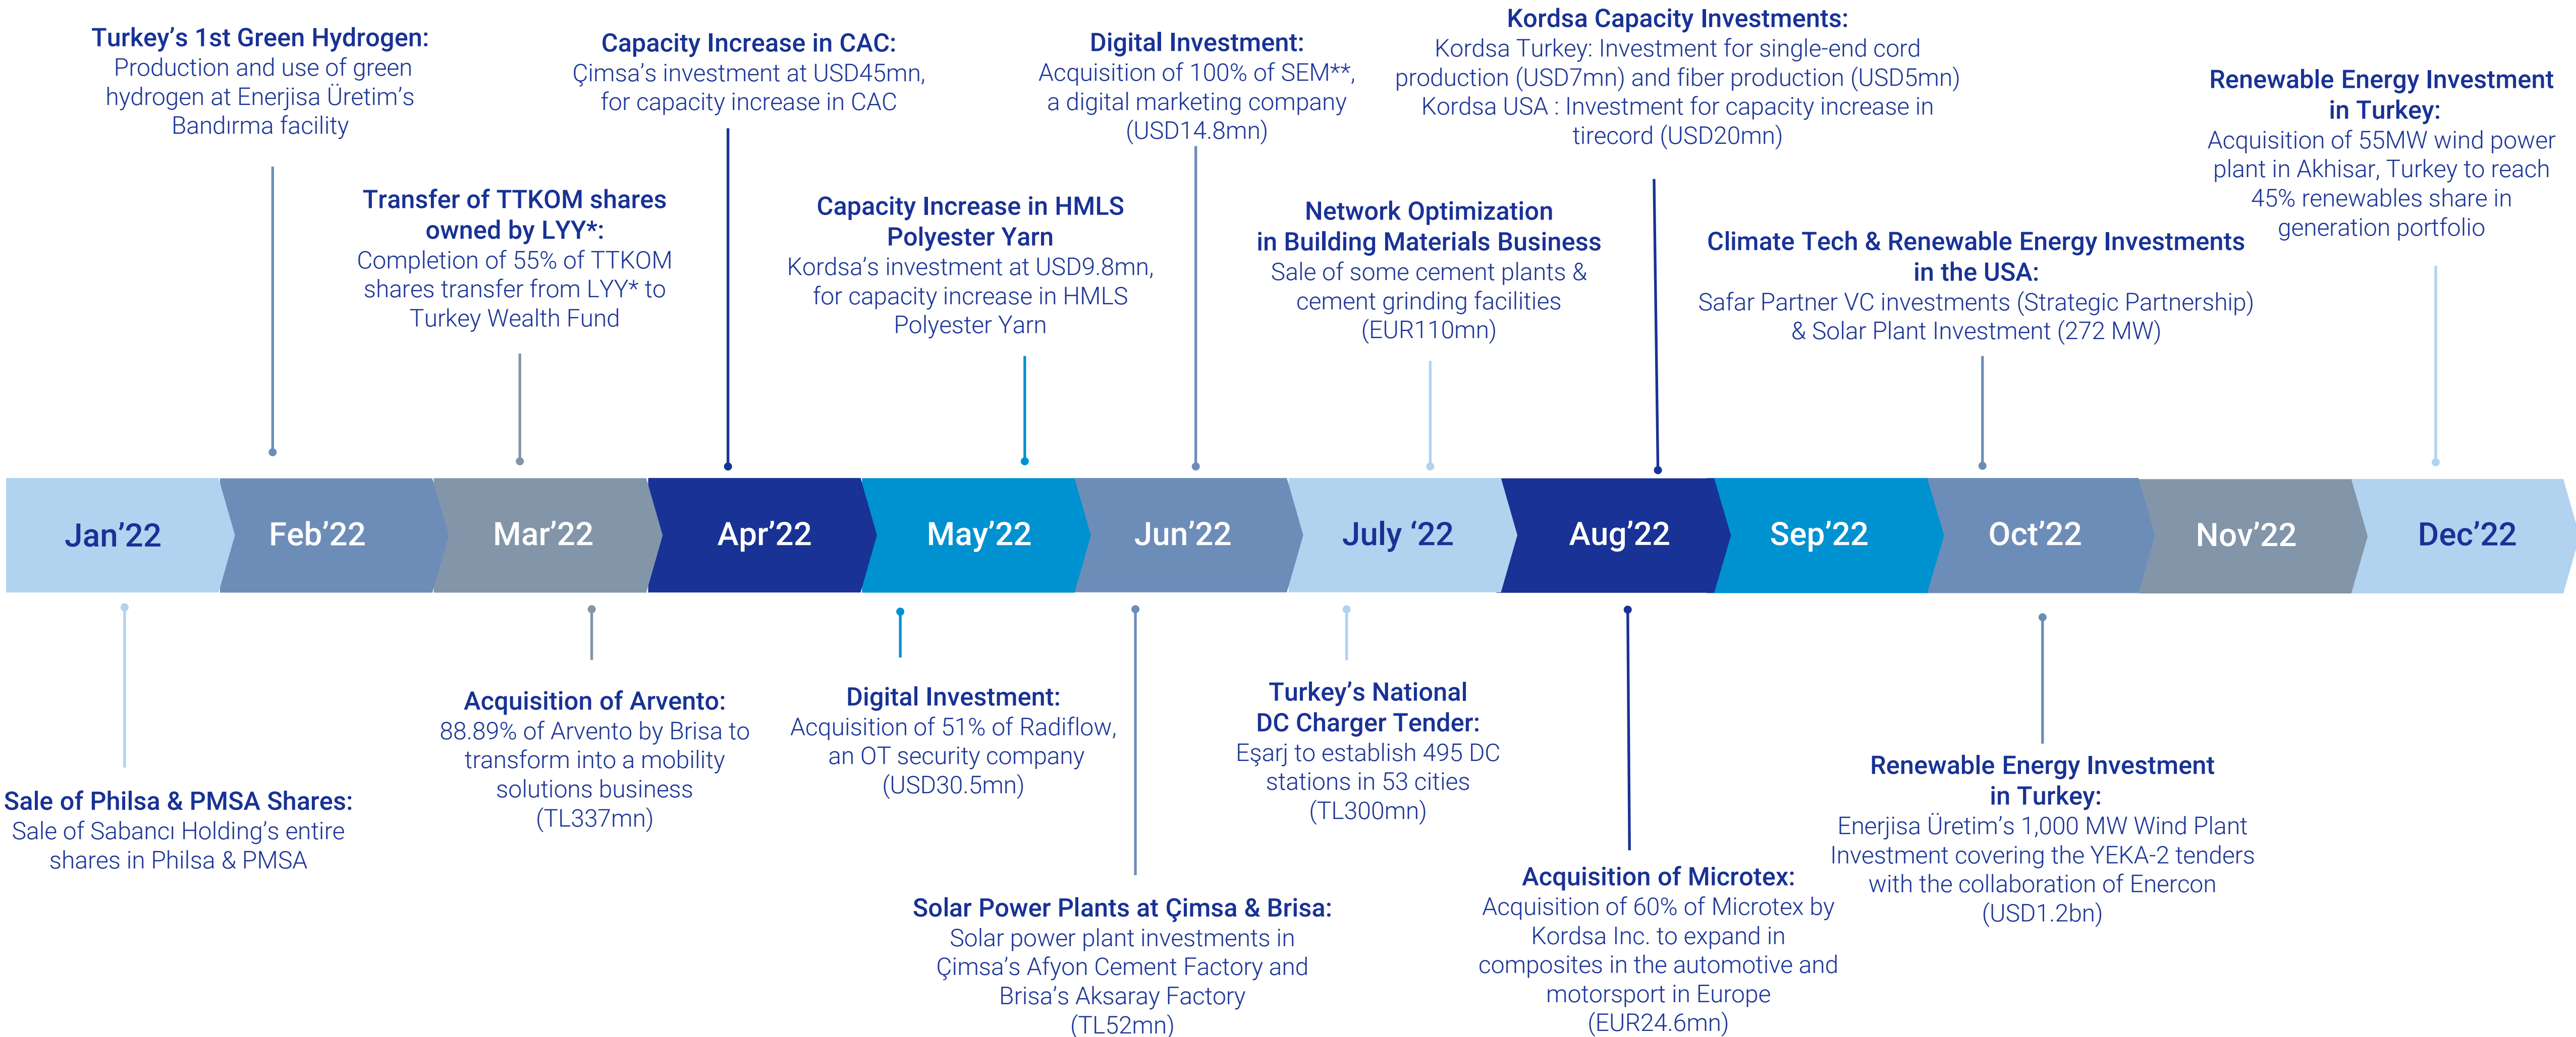 Turkey's 1st Green Hydrogen:
Production and use of green
hydrogen at Enerjisa Üretim's
Bandırma facility
Transfer of TTKOM shares
owned by LYY*:
Completion of 55% of TTKOM
shares transfer from LYY* to
Turkey Wealth Fund
Capacity Increase in CAC:
Çimsa's investment at USD45mn,
for capacity increase in CAC
Capacity Increase in HMLS
Polyester Yarn
Kordsa's investment at USD9.8mn,
for capacity increase in HMLS
Polyester Yarn
Digital Investment:
Acquisition of 100% of SEM**,
a digital marketing company
(USD14.8mn)
Network Optimization
in Building Materials Business
Sale of some cement plants &
cement grinding facilities
(EUR110mn)
Kordsa Capacity Investments:
Kordsa Turkey: Investment for single-end cord
production (USD7mn) and fiber production (USD5mn)
Kordsa USA : Investment for capacity increase in
tirecord (USD20mn)
Climate Tech & Renewable Energy Investments
in the USA:
Safar Partner VC investments (Strategic Partnership)
& Solar Plant Investment (272 MW)
Renewable Energy Investment
in Turkey:
Acquisition of 55MW wind power
plant in Akhisar, Turkey to reach
45% renewables share in
generation portfolio
Jan'22
Feb'22
Mar'22
Apr'22
May'22
Jun'22
July ‘22
Aug'22
Sep'22
Oct'22
Nov'22
Dec'22
Sale of Philsa & PMSA Shares:
Sale of Sabancı Holding's entire
shares in Philsa & PMSA
Acquisition of Arvento:
88.89% of Arvento by Brisa to
transform into a mobility
solutions business
(TL337mn)
Digital Investment:
Acquisition of 51% of Radiflow,
an OT security company
(USD30.5mn)
Solar Power Plants at Çimsa & Brisa:
Solar power plant investments in
Çimsa's Afyon Cement Factory and
Brisa's Aksaray Factory
(TL52mn)
Turkey's National
DC Charger Tender:
Eşarj to establish 495 DC
stations in 53 cities
(TL300mn)
Acquisition of Microtex:
Acquisition of 60% of Microtex by
Kordsa Inc. to expand in
composites in the automotive and
motorsport in Europe
(EUR24.6mn)
Renewable Energy Investment
in Turkey:
Enerjisa Üretim's 1,000 MW Wind Plant
Investment covering the YEKA-2 tenders
with the collaboration of Enercon
(USD1.2bn)